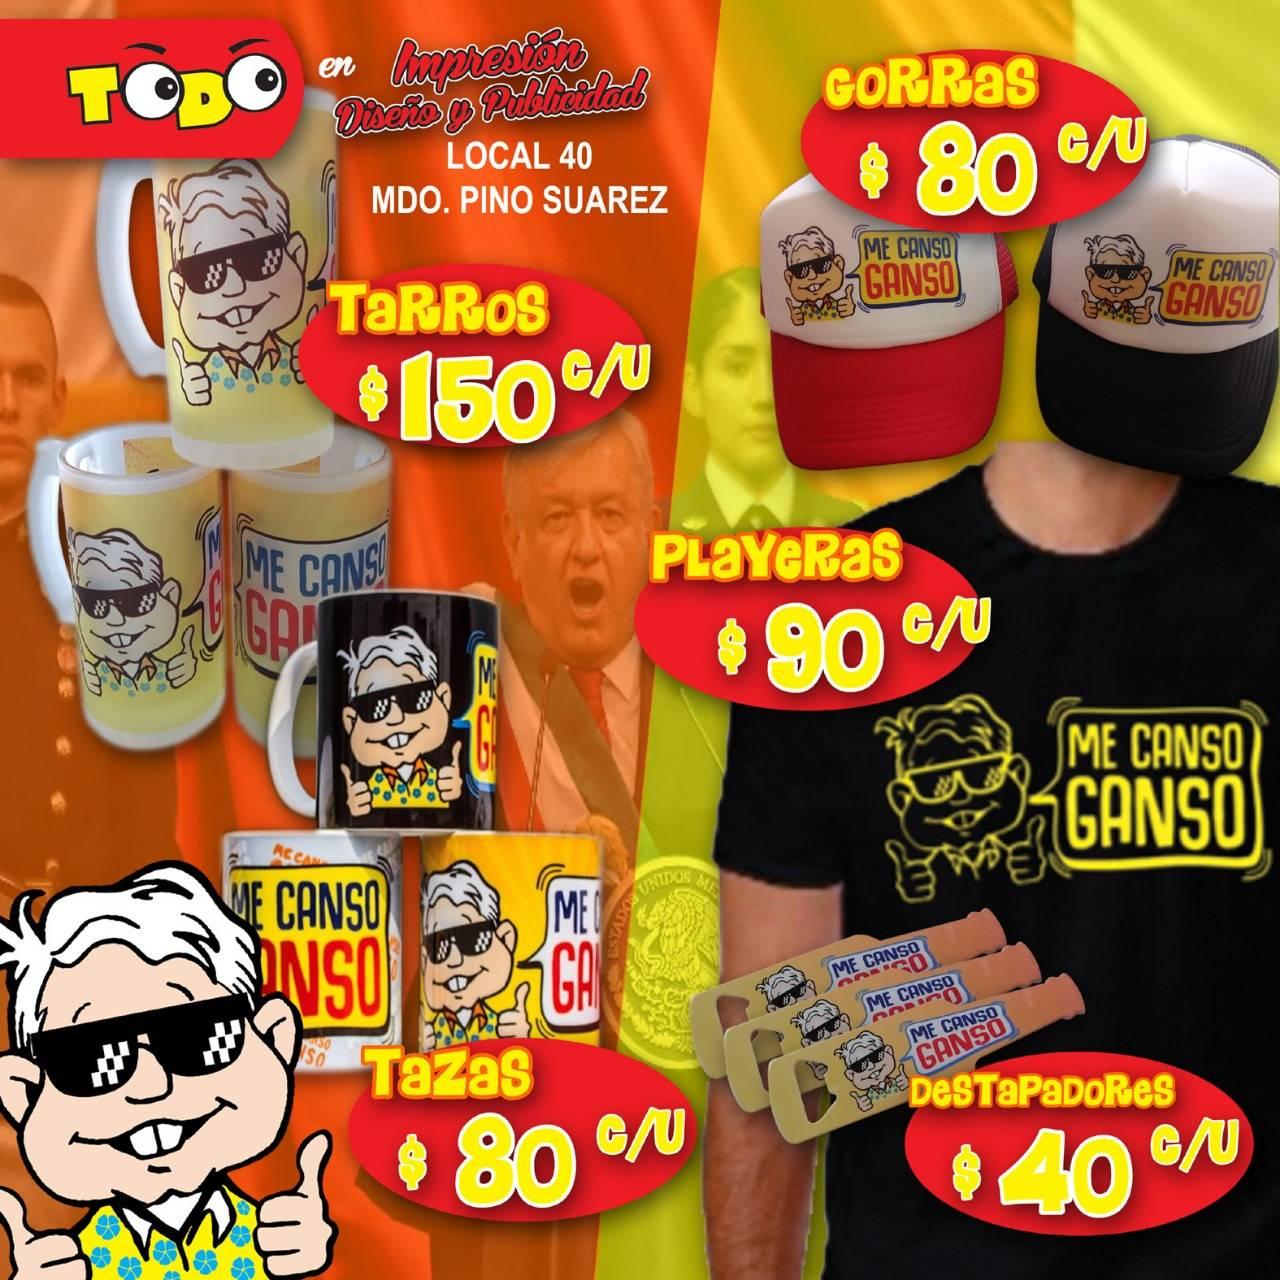 TODO en Impresión
Diseño y Publicidad
LOCAL 40
MDO. PINO SUAREZ
GORRAS
$ 80 C/U
ME CANSO
GANSO
ME CANSO
GANSO
TARROS
$ 150 C/U
ME CANSO
PLAYERAS
$ 90 C/U
ME CANSO
GANSO
ME CANSO
GANSO
ME CANSO
GANSO
ME CANSO
GANSO
ME CANSO
GANSO
TAZAS
$ 80 C/U
DESTAPADORES
$ 40 C/U